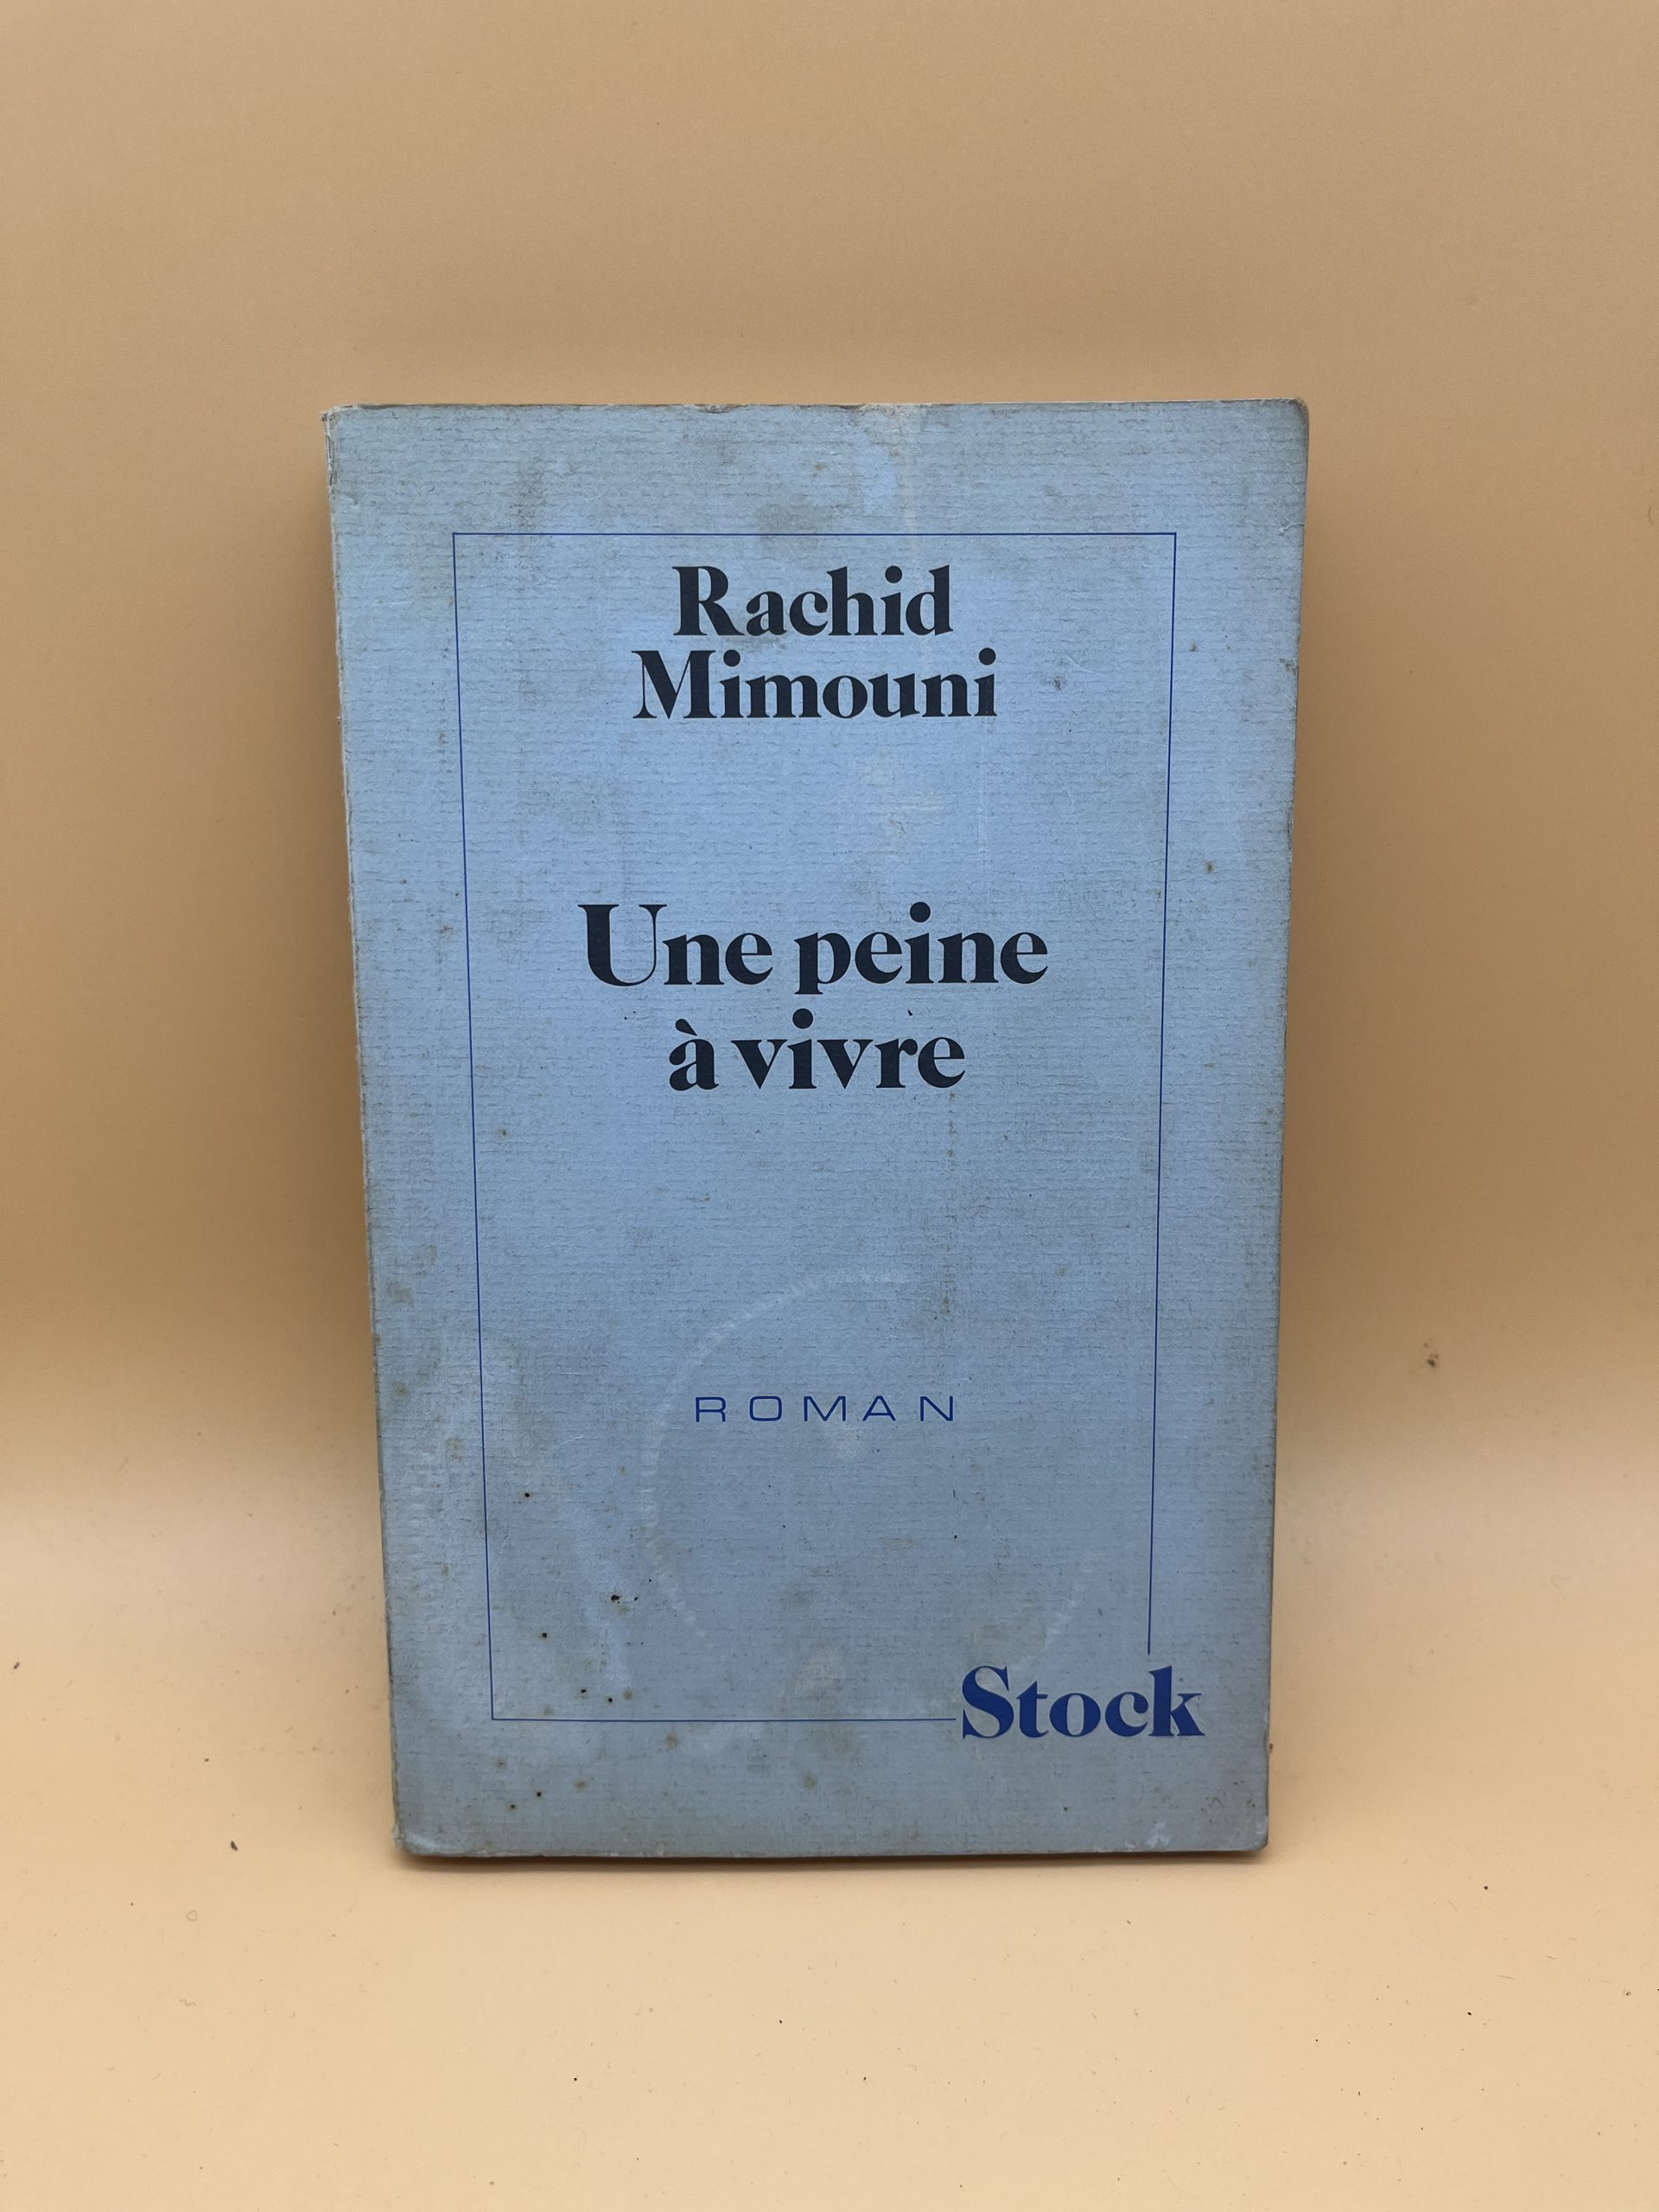 Rachid
Mimouni
Une peine
à vivre
ROMAN
Stock